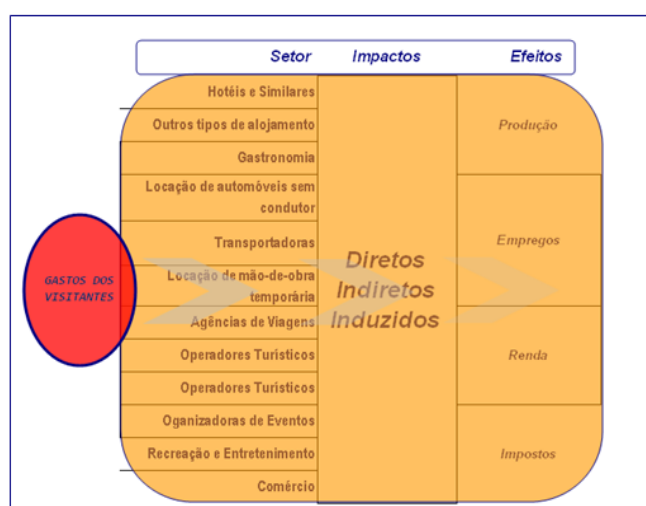 Setor Impactos Efeitos
Hotéis e Similares
Outros tipos de alojamento
Gastronomia
Locação de automóveis sem
condutor
Transportadoras
Locação de mão-de-obra
temporária
Agências de Viagens
Operadores Turísticos
Operadores Turísticos
Oganizadoras de Eventos
Recreação e Entretenimento
Comércio
GASTOS DOS
VISITANTES
Diretos
Indiretos
Induzidos
Produção
Empregos
Renda
Impostos